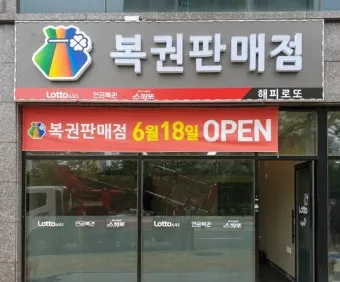 복권판매점
Lotto 6/45 연금복권 스피또 해피로또
복권판매점 6월18일 OPEN
Lotto 6/45 연금복권 스피또 Lotto 6/45 연금복권 스피또